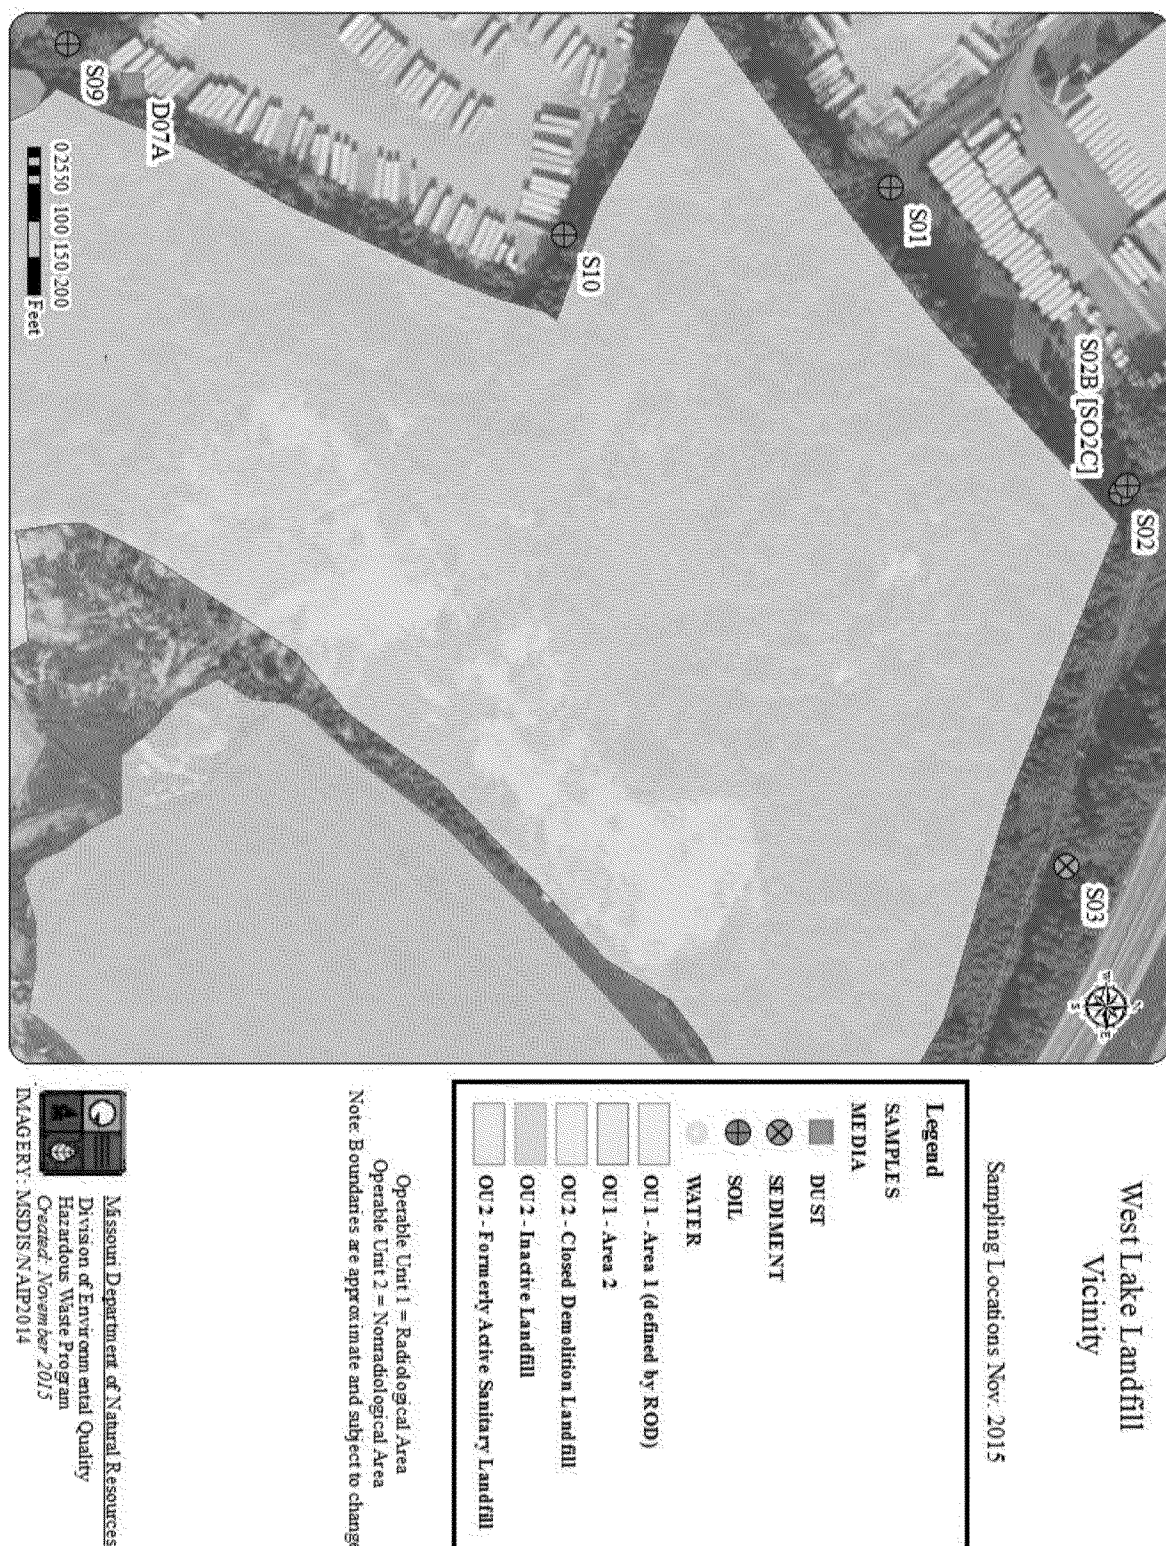 West Lake Landfill
Vicinity
Sampling Locations Nov. 2015
Legend
SAMPLES
MEDIA
DUST
SEDIMENT
SOIL
WATER
OU1 - Area 1 (defined by ROD)
OU1 - Area 2
OU2 - Closed Demolition Landfill
OU2 - Inactive Landfill
OU2 - Formerly Active Sanitary Landfill
Operable Unit 1 = Radiological Area
Operable Unit 2 = Nonradiological Area
Note: Boundaries are approximate and subject to change
Missouri Department of Natural Resources
Division of Environmental Quality
Hazardous Waste Program
Created: November 2015
IMAGERY: MSDIS NAIP2014
S02
S03
S02B [SO2C]
S01
S10
D07A
S09
02550 100 150 200
Feet
N
W
E
S